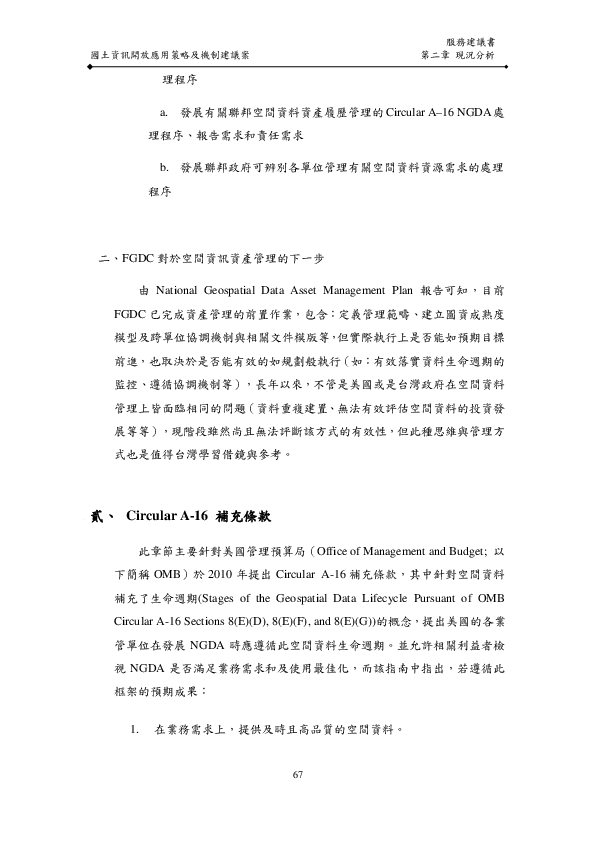 服務建議書
國土資訊開放應用策略及機制建議案 第二章 現況分析
理程序
a. 發展有關聯邦空間資料資產履歷管理的 Circular A–16 NGDA 處
理程序、報告需求和責任需求
b. 發展聯邦政府可辨別各單位管理有關空間資料資源需求的處理
程序
二、FGDC 對於空間資訊資產管理的下一步
由 National Geospatial Data Asset Management Plan 報告可知，目前
FGDC 已完成資產管理的前置作業，包含：定義管理範疇、建立圖資成熟度
模型及跨單位協調機制與相關文件模版等，但實際執行上是否能如預期目標
前進，也取決於是否能有效的如規劃般執行（如：有效落實資料生命週期的
監控、遵循協調機制等），長年以來，不管是美國或是台灣政府在空間資料
管理上皆面臨相同的問題（資料重複建置、無法有效評估空間資料的投資發
展等等），現階段雖然尚且無法評斷該方式的有效性，但此種思維與管理方
式也是值得台灣學習借鏡與參考。
貳、 Circular A-16 補充條款
此章節主要針對美國管理預算局（Office of Management and Budget; 以
下簡稱 OMB）於 2010 年提出 Circular A-16 補充條款，其中針對空間資料
補充了生命週期(Stages of the Geospatial Data Lifecycle Pursuant of OMB
Circular A-16 Sections 8(E)(D), 8(E)(F), and 8(E)(G))的概念，提出美國的各業
管單位在發展 NGDA 時應遵循此空間資料生命週期。並允許相關利益者檢
視 NGDA 是否滿足業務需求和及使用最佳化，而該指南中指出，若遵循此
框架的預期成果：
1. 在業務需求上，提供及時且高品質的空間資料。
67